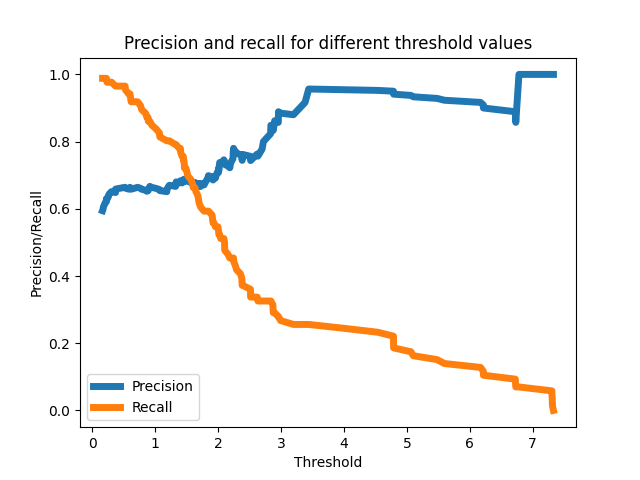 Precision and recall for different threshold values
Precision/Recall
1.0
0.8
0.6
0.4
0.2
0.0
Precision
Recall
0 1 2 3 4 5 6 7
Threshold